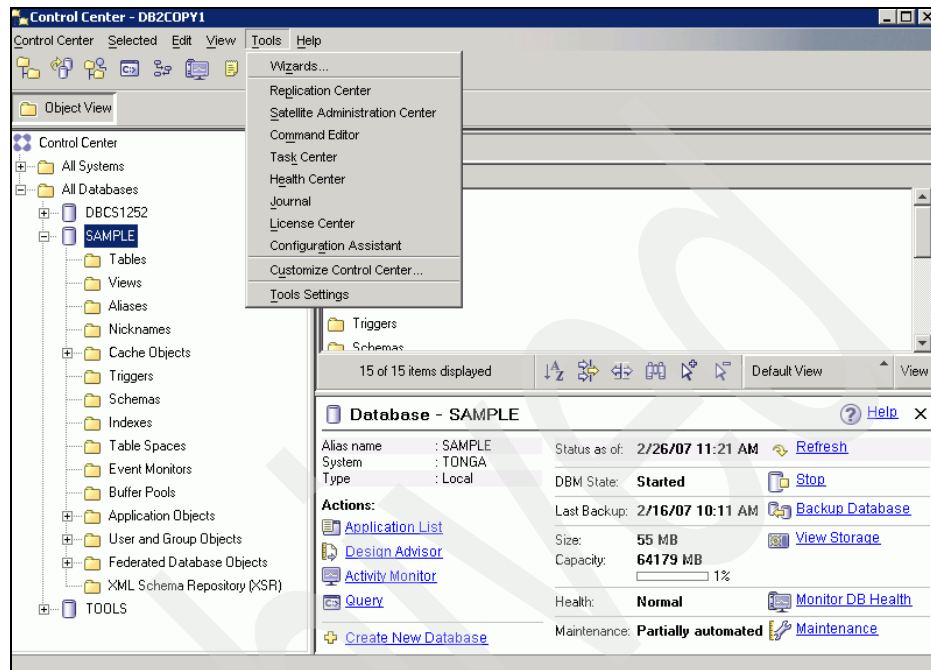 Control Center - DB2COPY1
Control Center Selected Edit View Tools Help
Wizards...
Replication Center
Satellite Administration Center
Command Editor
Task Center
Health Center
Journal
License Center
Configuration Assistant
Customize Control Center...
Tools Settings
Object View
Control Center
All Systems
All Databases
DBCS1252
SAMPLE
Tables
Views
Aliases
Nicknames
Cache Objects
Triggers
Schemas
Indexes
Table Spaces
Event Monitors
Buffer Pools
Application Objects
User and Group Objects
Federated Database Objects
XML Schema Repository (XSR)
TOOLS
Triggers
Schemas
15 of 15 items displayed
Default View
View
Database - SAMPLE
Help
Alias name : SAMPLE
System : TONGA
Type : Local
Actions:
Application List
Design Advisor
Activity Monitor
Query
Create New Database
Status as of: 2/26/07 11:21 AM Refresh
DBM State: Started Stop
Last Backup: 2/16/07 10:11 AM Backup Database
Size: 55 MB View Storage
Capacity: 64179 MB
1%
Health: Normal Monitor DB Health
Maintenance: Partially automated Maintenance